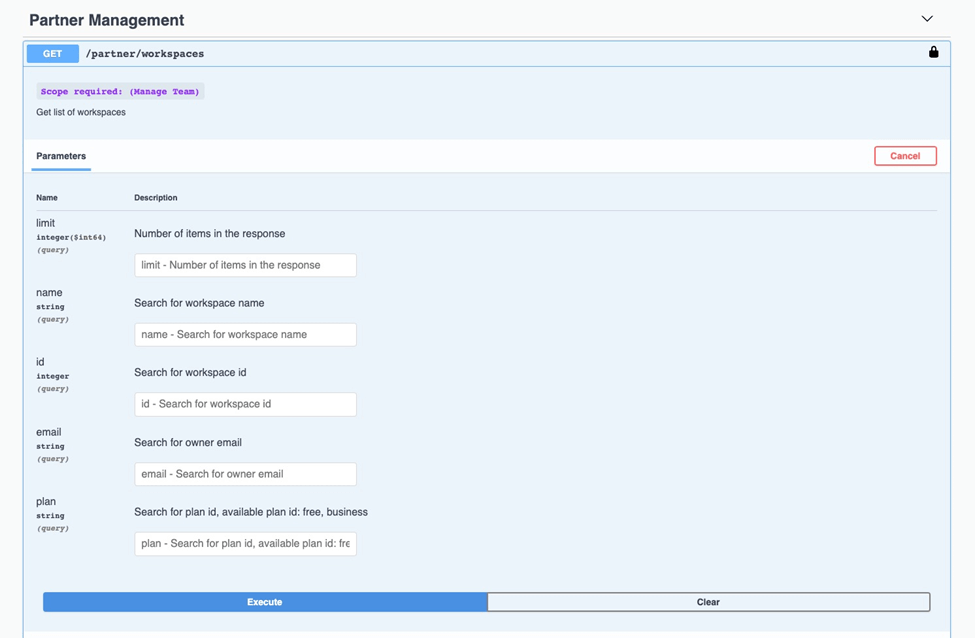 Partner Management
GET /partner/workspaces
Scope required: (Manage Team)
Get list of workspaces
Parameters
Cancel
Name Description
limit
integer($int64)
(query)
Number of items in the response
limit - Number of items in the response
name
string
(query)
Search for workspace name
name - Search for workspace name
id
integer
(query)
Search for workspace id
id - Search for workspace id
email
string
(query)
Search for owner email
email - Search for owner email
plan
string
(query)
Search for plan id, available plan id: free, business
plan - Search for plan id, available plan id: fre
Execute Clear